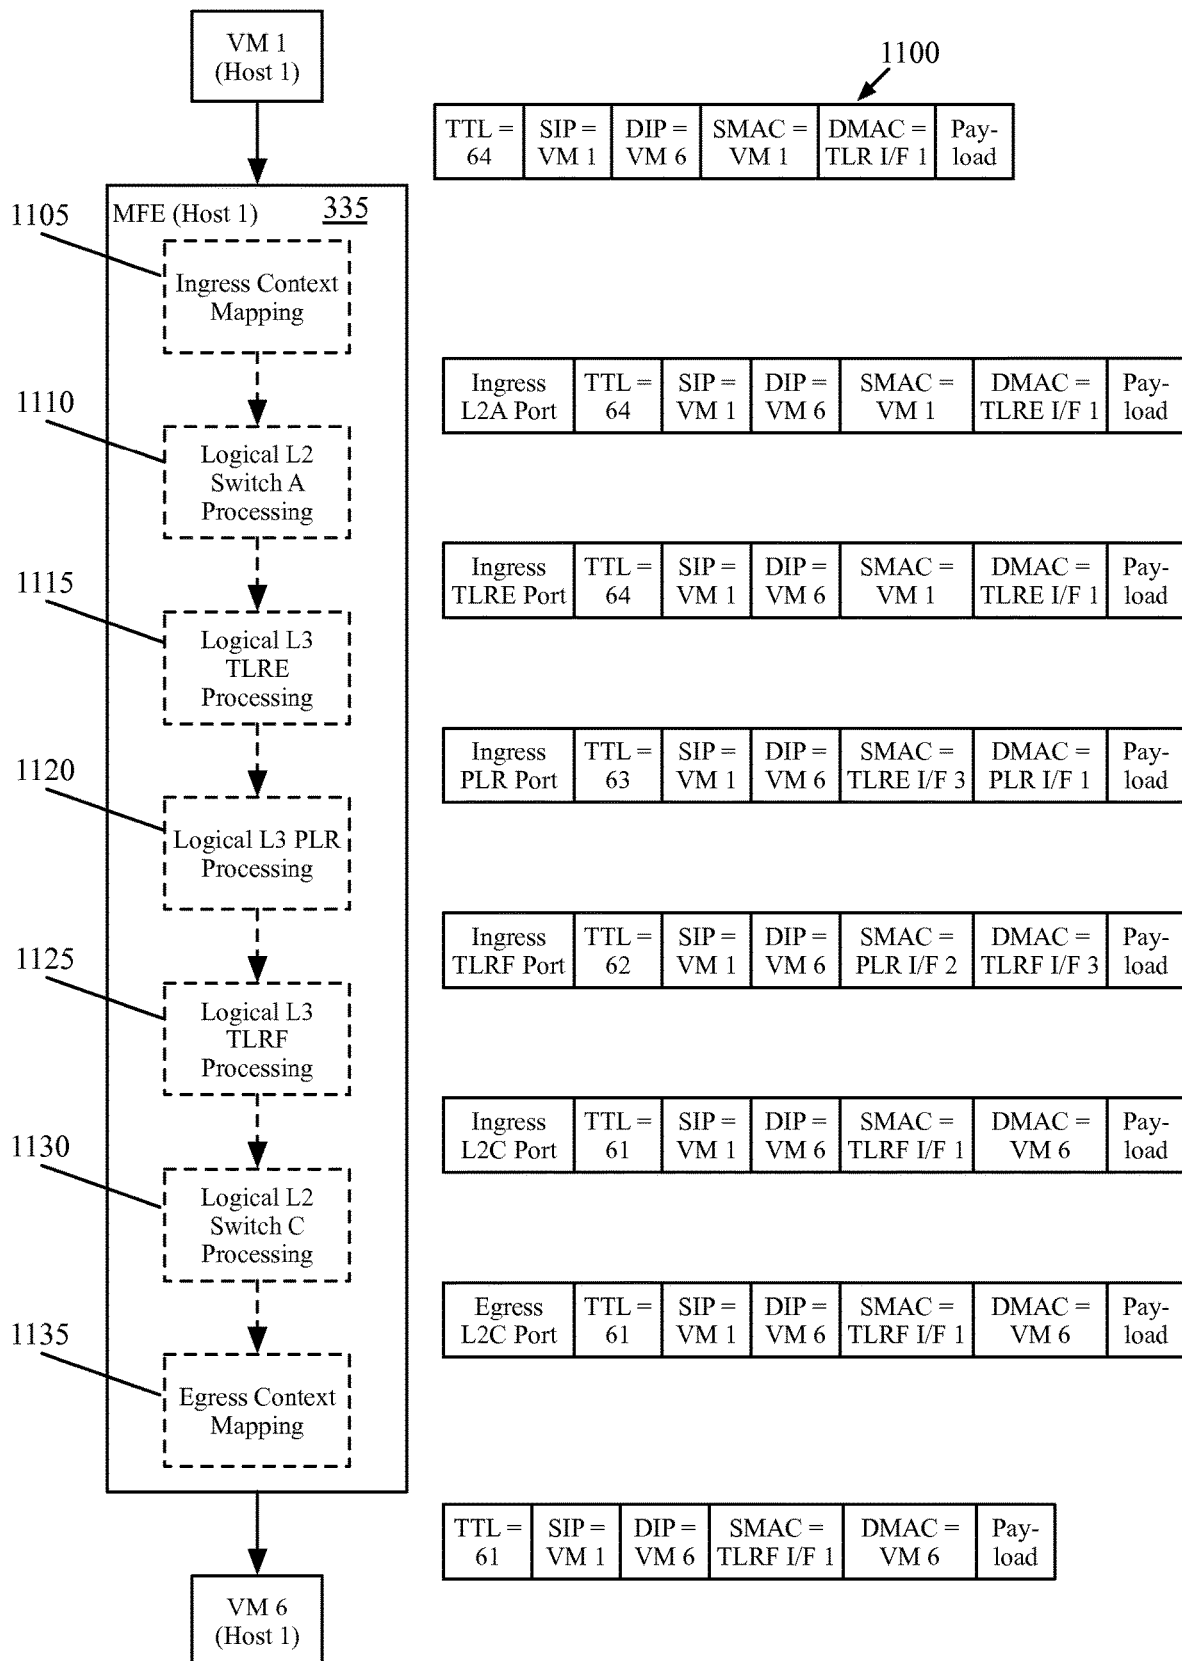 VM 1
(Host 1)
1100
TTL = SIP = DIP = SMAC = DMAC = Pay-
64 VM 1 VM 6 VM 1 TLR I/F 1 load
MFE (Host 1) 335
1105
Ingress Context
Mapping
Ingress TTL = SIP = DIP = SMAC = DMAC = Pay-
L2A Port 64 VM 1 VM 6 VM 1 TLRE I/F 1 load
1110
Logical L2
Switch A
Processing
Ingress TTL = SIP = DIP = SMAC = DMAC = Pay-
TLRE Port 64 VM 1 VM 6 VM 1 TLRE I/F 1 load
1115
Logical L3
TLRE
Processing
Ingress TTL = SIP = DIP = SMAC = DMAC = Pay-
PLR Port 63 VM 1 VM 6 TLRE I/F 3 PLR I/F 1 load
1120
Logical L3 PLR
Processing
Ingress TTL = SIP = DIP = SMAC = DMAC = Pay-
TLRF Port 62 VM 1 VM 6 PLR I/F 2 TLRF I/F 3 load
1125
Logical L3
TLRF
Processing
Ingress TTL = SIP = DIP = SMAC = DMAC = Pay-
L2C Port 61 VM 1 VM 6 TLRF I/F 1 VM 6 load
1130
Logical L2
Switch C
Processing
Egress TTL = SIP = DIP = SMAC = DMAC = Pay-
L2C Port 61 VM 1 VM 6 TLRF I/F 1 VM 6 load
1135
Egress Context
Mapping
TTL = SIP = DIP = SMAC = DMAC = Pay-
61 VM 1 VM 6 TLRF I/F 1 VM 6 load
VM 6
(Host 1)